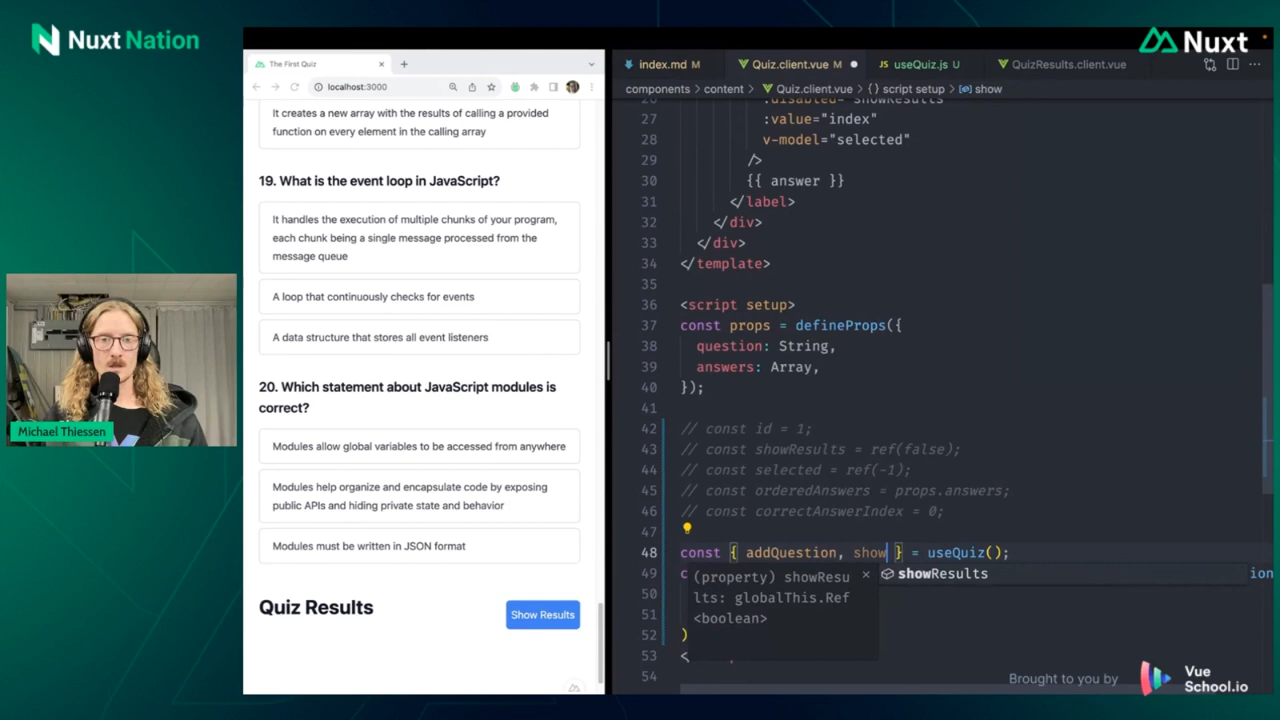 Nuxt Nation
Nuxt
The First Quiz
localhost:3000
It creates a new array with the results of calling a provided
function on every element in the calling array
19. What is the event loop in JavaScript?
It handles the execution of multiple chunks of your program,
each chunk being a single message processed from the
message queue
A loop that continuously checks for events
A data structure that stores all event listeners
20. Which statement about JavaScript modules is
correct?
Modules allow global variables to be accessed from anywhere
Modules help organize and encapsulate code by exposing
public APIs and hiding private state and behavior
Modules must be written in JSON format
Quiz Results
Show Results
Michael Thiessen
index.md M
Quiz.client.vue M
JS useQuiz.js U
QuizResults.client.vue
components > content > Quiz.client.vue > {} script setup > show
26 :disabled="showResults"
27 :value="index"
28 v-model="selected"
29 />
30 {{ answer }}
31 </label>
32 </div>
33 </div>
34 </template>
35
36 <script setup>
37 const props = defineProps({
38 question: String,
39 answers: Array,
40 });
41
42 // const id = 1;
43 // const showResults = ref(false);
44 // const selected = ref(-1);
45 // const orderedAnswers = props.answers;
46 // const correctAnswerIndex = 0;
47
48 const { addQuestion, show } = useQuiz();
49 c
(property) showResu
lts: globalThis.Ref
<boolean>
showResults
ion
50
51
52 )
53 <
54
Brought to you by
Vue
School.io